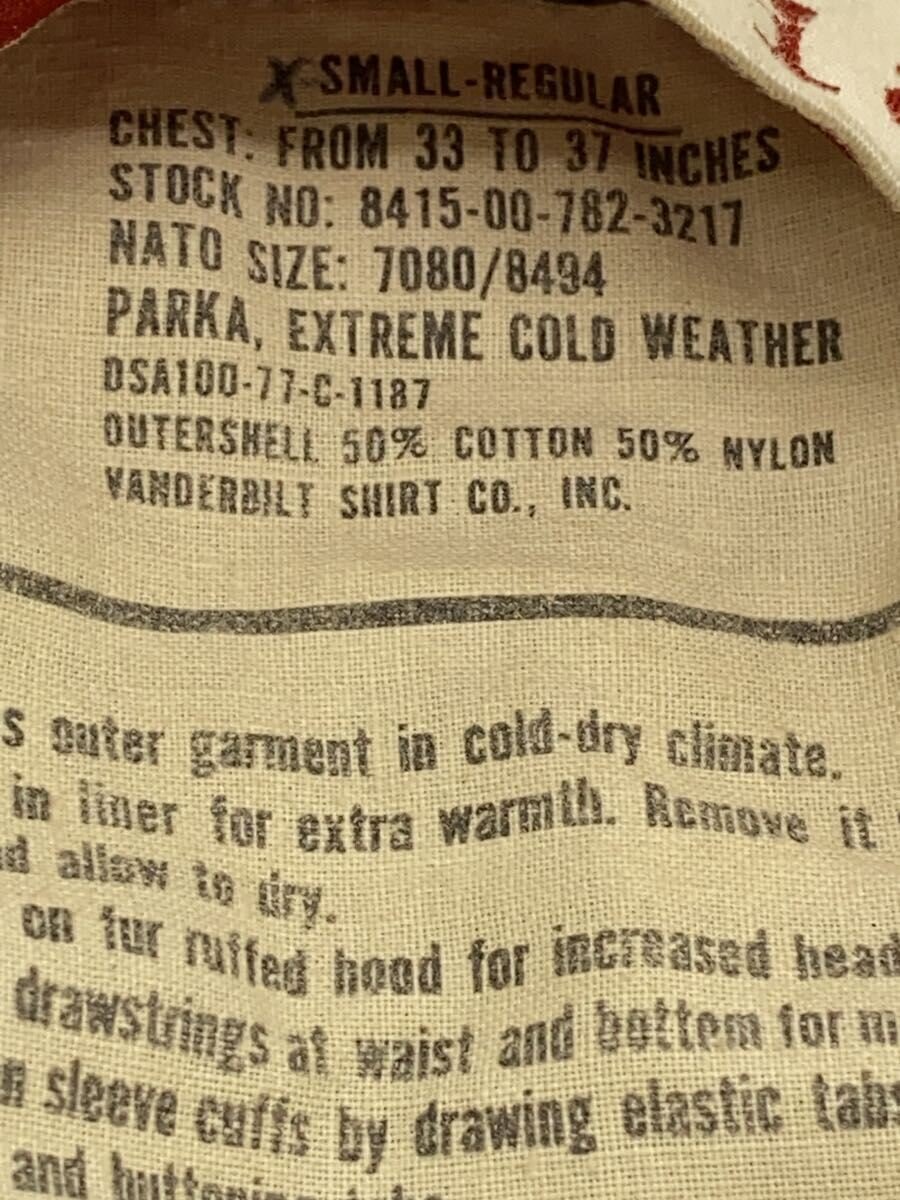 X-SMALL-REGULAR
CHEST: FROM 33 TO 37 INCHES
STOCK NO: 8415-00-782-3217
NATO SIZE: 7080/8494
PARKA, EXTREME COLD WEATHER
DSA100-77-C-1187
OUTERSHELL 50% COTTON 50% NYLON
VANDERBILT SHIRT CO., INC.
s outer garment in cold-dry climate.
in liner for extra warmth. Remove it
d allow to dry.
on fur ruffed hood for increased head
drawstrings at waist and bottom for m
n sleeve cuffs by drawing elastic tabs
and buttoning